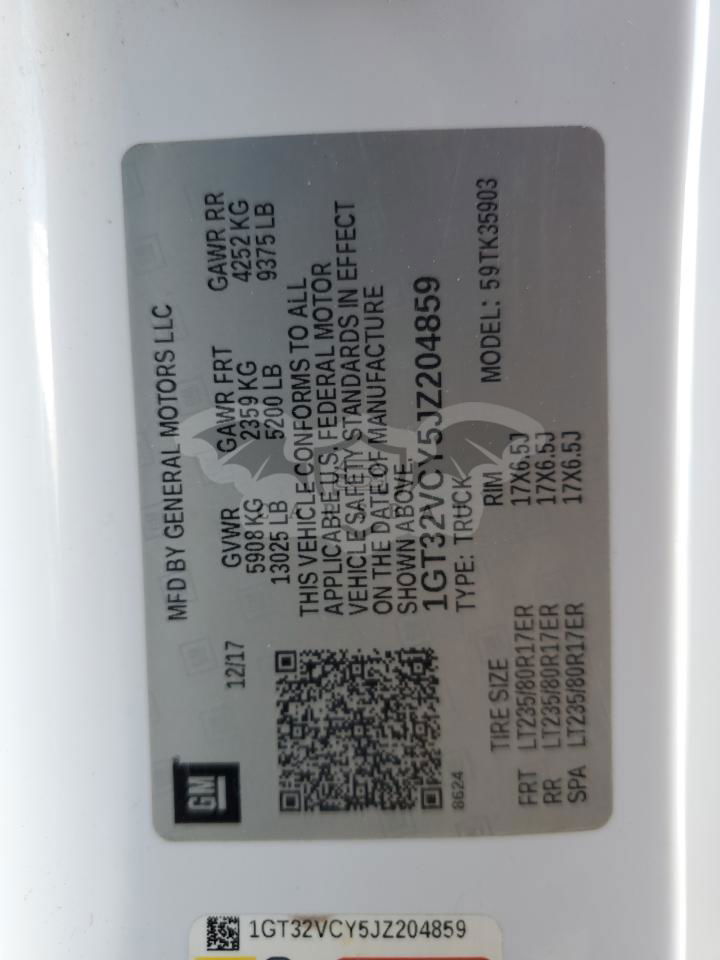 GM
MFD BY GENERAL MOTORS LLC
12/17
GVWR GAWR FRT GAWR RR
5908 KG 2359 KG 4252 KG
13025 LB 5200 LB 9375 LB
THIS VEHICLE CONFORMS TO ALL
APPLICABLE U.S. FEDERAL MOTOR
VEHICLE SAFETY STANDARDS IN EFFECT
ON THE DATE OF MANUFACTURE
SHOWN ABOVE.
1GT32VCY5JZ204859
TYPE: TRUCK MODEL: 59TK35903
8624
TIRE SIZE RIM
FRT LT235/80R17ER 17X6.5J
RR LT235/80R17ER 17X6.5J
SPA LT235/80R17ER 17X6.5J
1GT32VCY5JZ204859